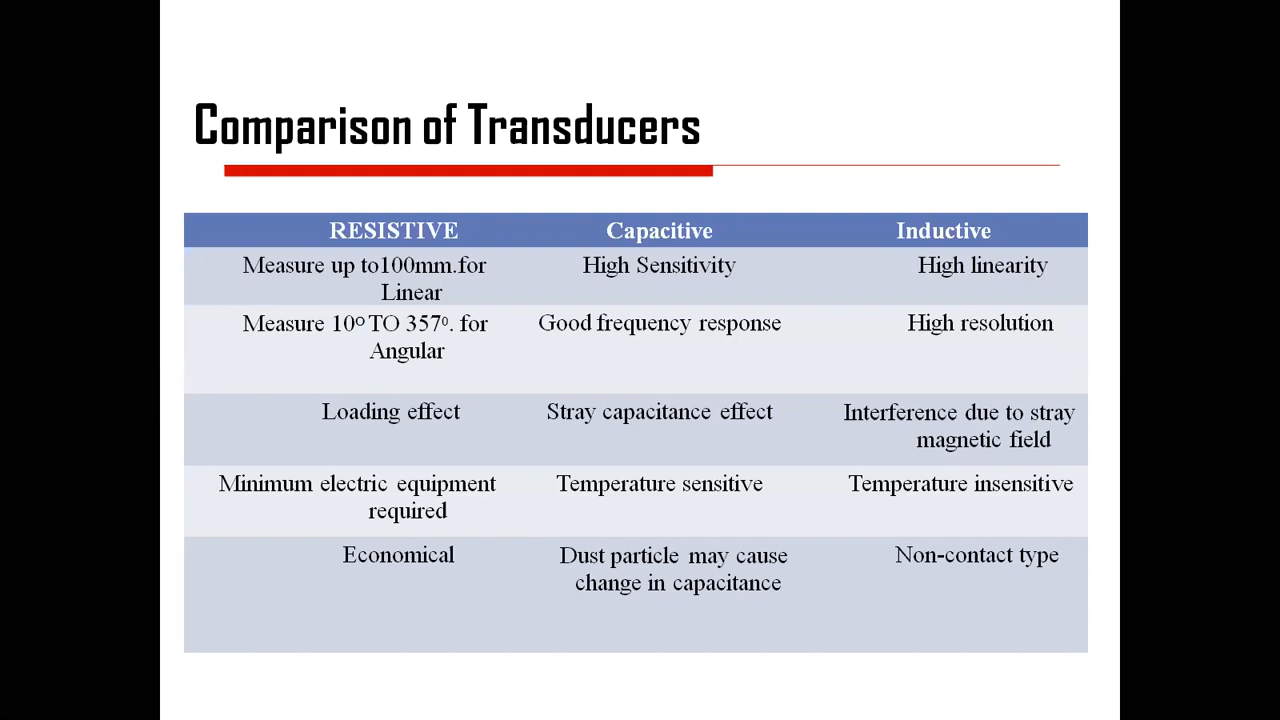 Comparison of Transducers
RESISTIVE Capacitive Inductive
Measure up to100mm.for High Sensitivity High linearity
Linear
Measure 10⁰ TO 357⁰. for Good frequency response High resolution
Angular
Loading effect Stray capacitance effect Interference due to stray
magnetic field
Minimum electric equipment Temperature sensitive Temperature insensitive
required
Economical Dust particle may cause Non-contact type
change in capacitance